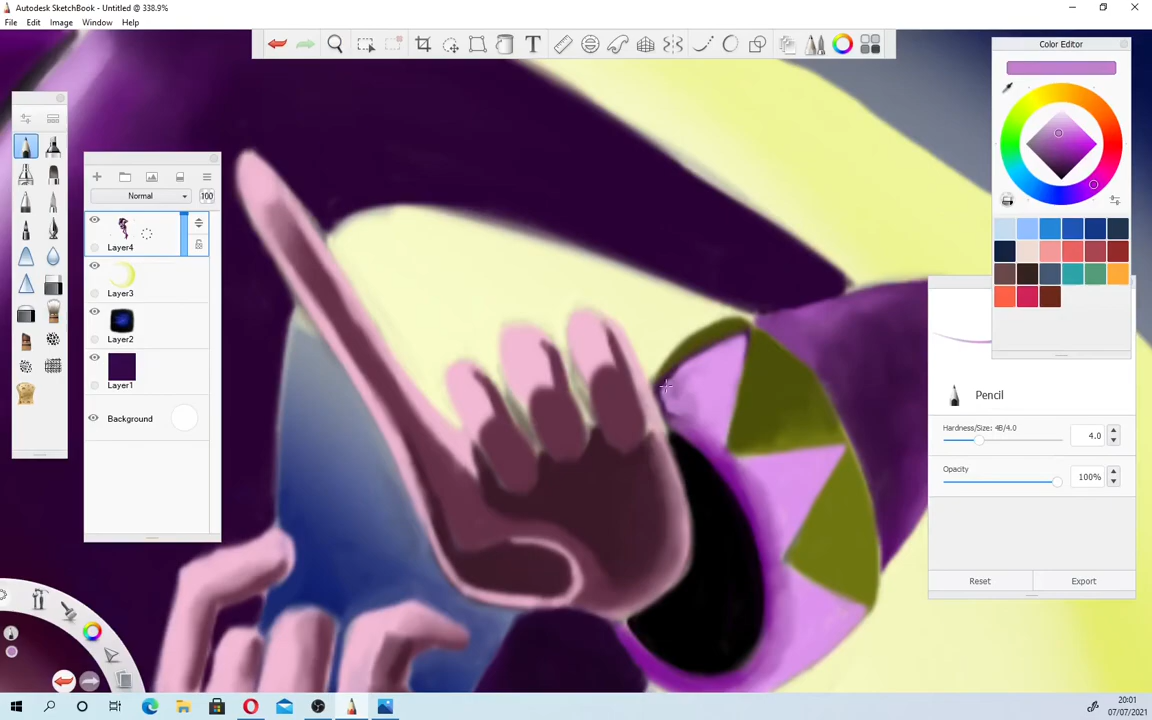 Autodesk SketchBook - Untitled @ 338.9%
File Edit Image Window Help
Color Editor
Normal 100
Layer4
Layer3
Layer2
Layer1
Background
Pencil
Hardness/Size: 4B/4.0
4.0
Opacity
100%
Reset Export
20:01
07/07/2021